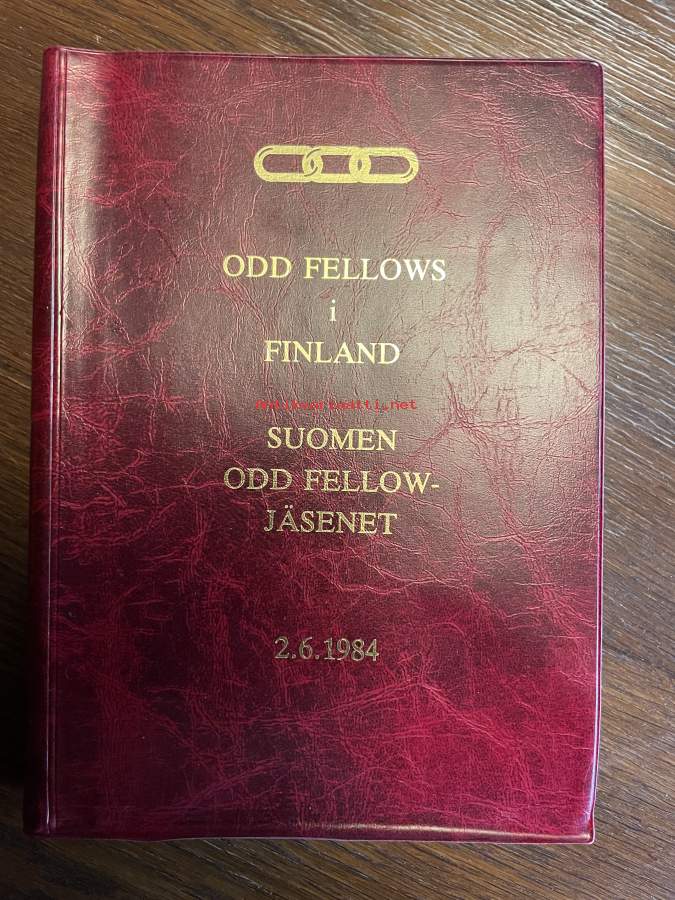 ODD FELLOWS
i
FINLAND
Antikvariaatti.net
SUOMEN
ODD FELLOW-
JÄSENET
2.6.1984